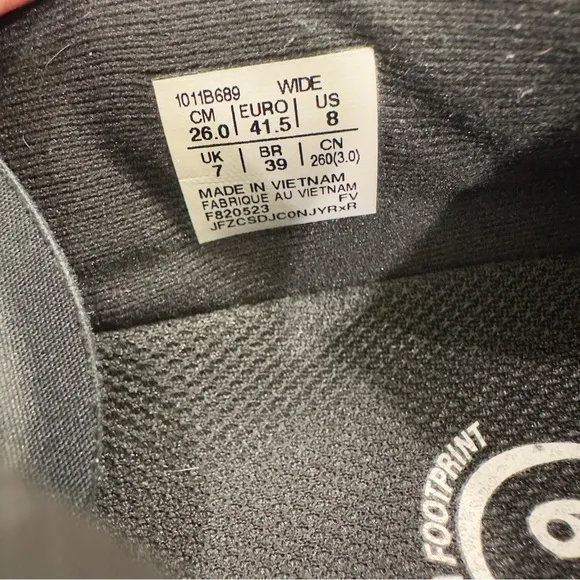 1011B689 WIDE
CM EURO US
26.0 41.5 8
UK BR CN
7 39 260(3.0)
MADE IN VIETNAM
FABRIQUE AU VIETNAM
F820523 FV
JFZCSDJC0NJYRxR
FOOTPRINT